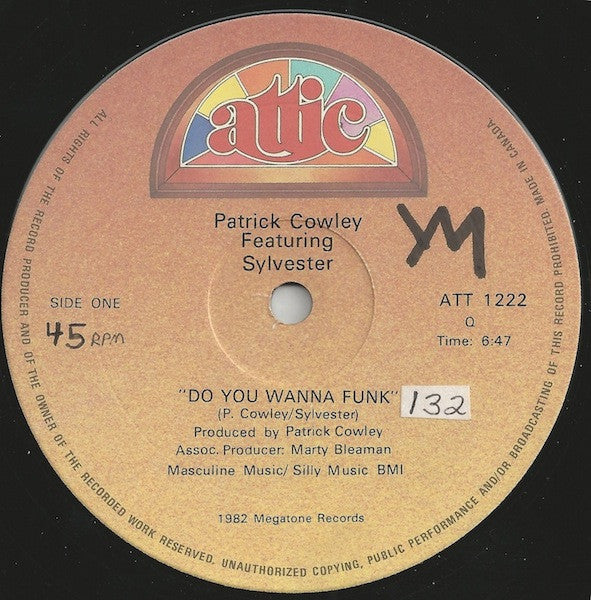 attic
Patrick Cowley
Featuring
Sylvester
YM
SIDE ONE
45 RPM
ATT 1222
Q
Time: 6:47
"DO YOU WANNA FUNK"
132
(P. Cowley/Sylvester)
Produced by Patrick Cowley
Assoc. Producer: Marty Bleaman
Masculine Music/ Silly Music BMI
1982 Megatone Records
ALL RIGHTS OF THE RECORD PRODUCER AND OF THE OWNER OF THE RECORDED WORK RESERVED, UNAUTHORIZED COPYING, PUBLIC PERFORMANCE AND/OR BROADCASTING OF THIS RECORD PROHIBITED MADE IN CANADA.